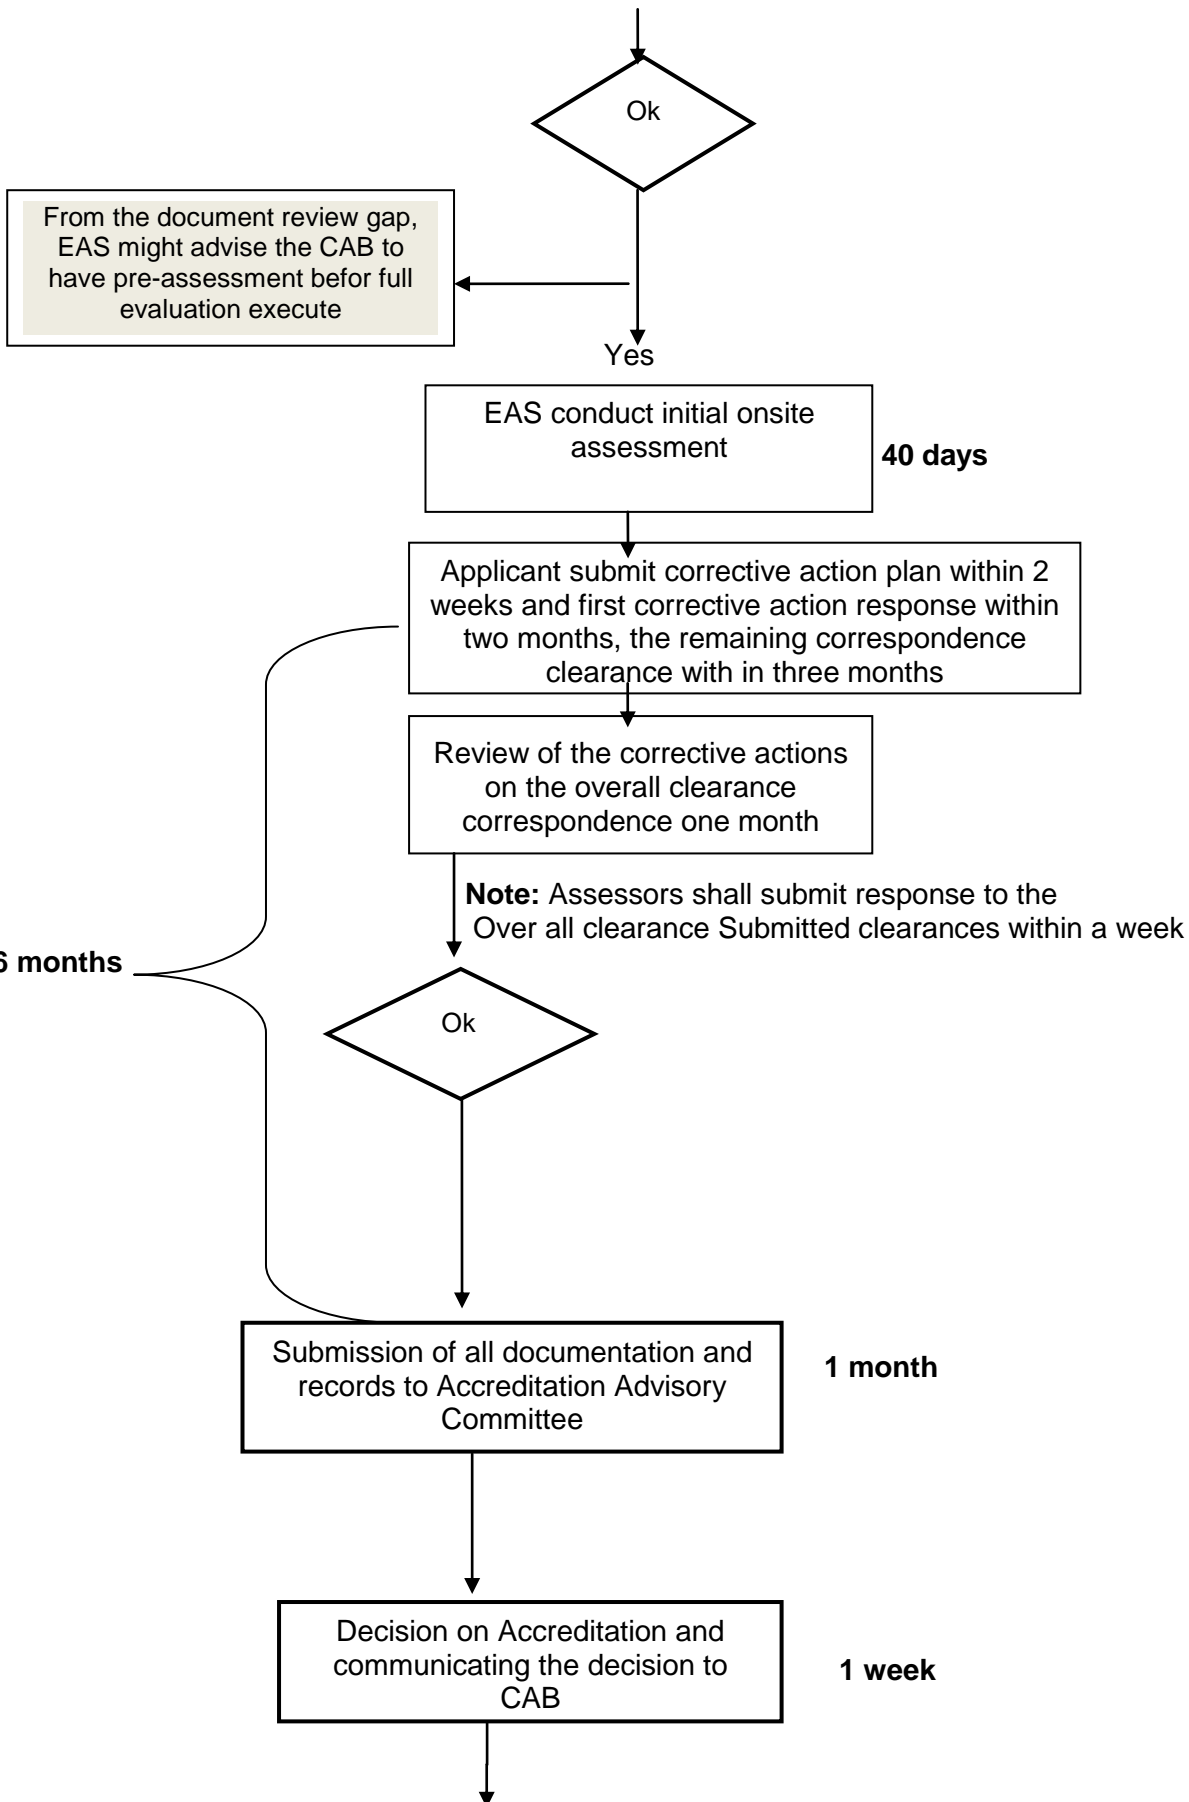 Ok
From the document review gap,
EAS might advise the CAB to
have pre-assessment befor full
evaluation execute
Yes
EAS conduct initial onsite
assessment
40 days
Applicant submit corrective action plan within 2
weeks and first corrective action response within
two months, the remaining correspondence
clearance with in three months
Review of the corrective actions
on the overall clearance
correspondence one month
Note: Assessors shall submit response to the
Over all clearance Submitted clearances within a week
6 months
Ok
Submission of all documentation and
records to Accreditation Advisory
Committee
1 month
Decision on Accreditation and
communicating the decision to
CAB
1 week